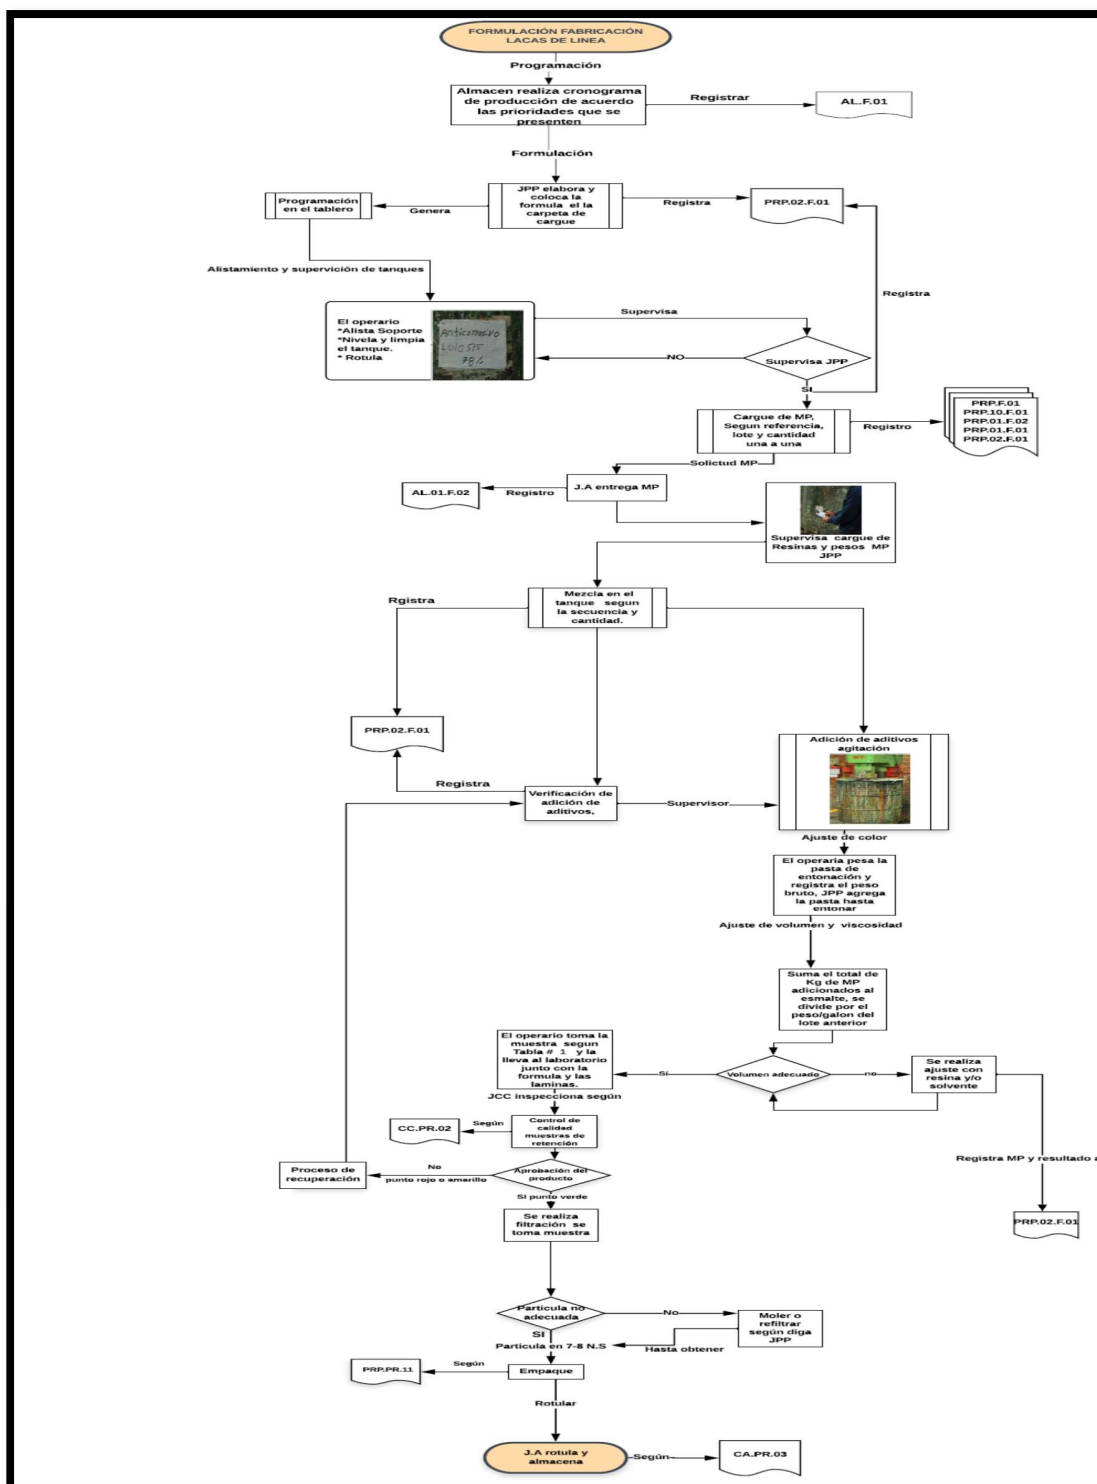 FORMULACIÓN FABRICACIÓN
LACAS DE LINEA
Programación
Almacen realiza cronograma
de producción de acuerdo
las prioridades que se
presenten
Registrar
AL.F.01
Formulación
JPP elabora y
coloca la
formula el la
carpeta de
cargue
Genera
Programación
en el tablero
Registra
PRP.02.F.01
Alistamiento y supervición de tanques
Registra
El operario
*Alista Soporte
*Nivela y limpia
el tanque.
* Rotula
Anticorrosivo
78%
Supervisa
Supervisa JPP
NO
SI
Cargue de MP,
Segun referencia,
lote y cantidad
una a una
Registro
PRP.F.01
PRP.10.F.01
PRP.01.F.02
PRP.01.F.01
PRP.02.F.01
Solictud MP
J.A entrega MP
Registro
AL.01.F.02
Supervisa cargue de
Resinas y pesos MP
JPP
Mezcla en el
tanque segun
la secuencia y
cantidad.
Rgistra
PRP.02.F.01
Registra
Verificación de
adición de
aditivos,
Supervisor
Adición de aditivos
agitación
Ajuste de color
El operaria pesa la
pasta de
entonación y
registra el peso
bruto, JPP agrega
la pasta hasta
entonar
Ajuste de volumen y viscosidad
Suma el total de
Kg de MP
adicionados al
esmalte, se
divide por el
peso/galon del
lote anterior
Volumen adecuado
no
Se realiza
ajuste con
resina y/o
solvente
Registra MP y resultado a
PRP.02.F.01
Sí
El operario toma la
muestra segun
Tabla # 1 y la
lleva al laboratorio
junto con la
formula y las
laminas.
JCC inspecciona según
Control de
calidad
muestras de
retención
Según
CC.PR.02
Aprobación del
producto
No
punto rojo o amarillo
Proceso de
recuperación
SI punto verde
Se realiza
filtración se
toma muestra
Particula no
adecuada
No
Moler o
refiltrar
según diga
JPP
Hasta obtener
SI
Particula en 7-8 N.S
Empaque
Según
PRP.PR.11
Rotular
J.A rotula y
almacena
Según
CA.PR.03